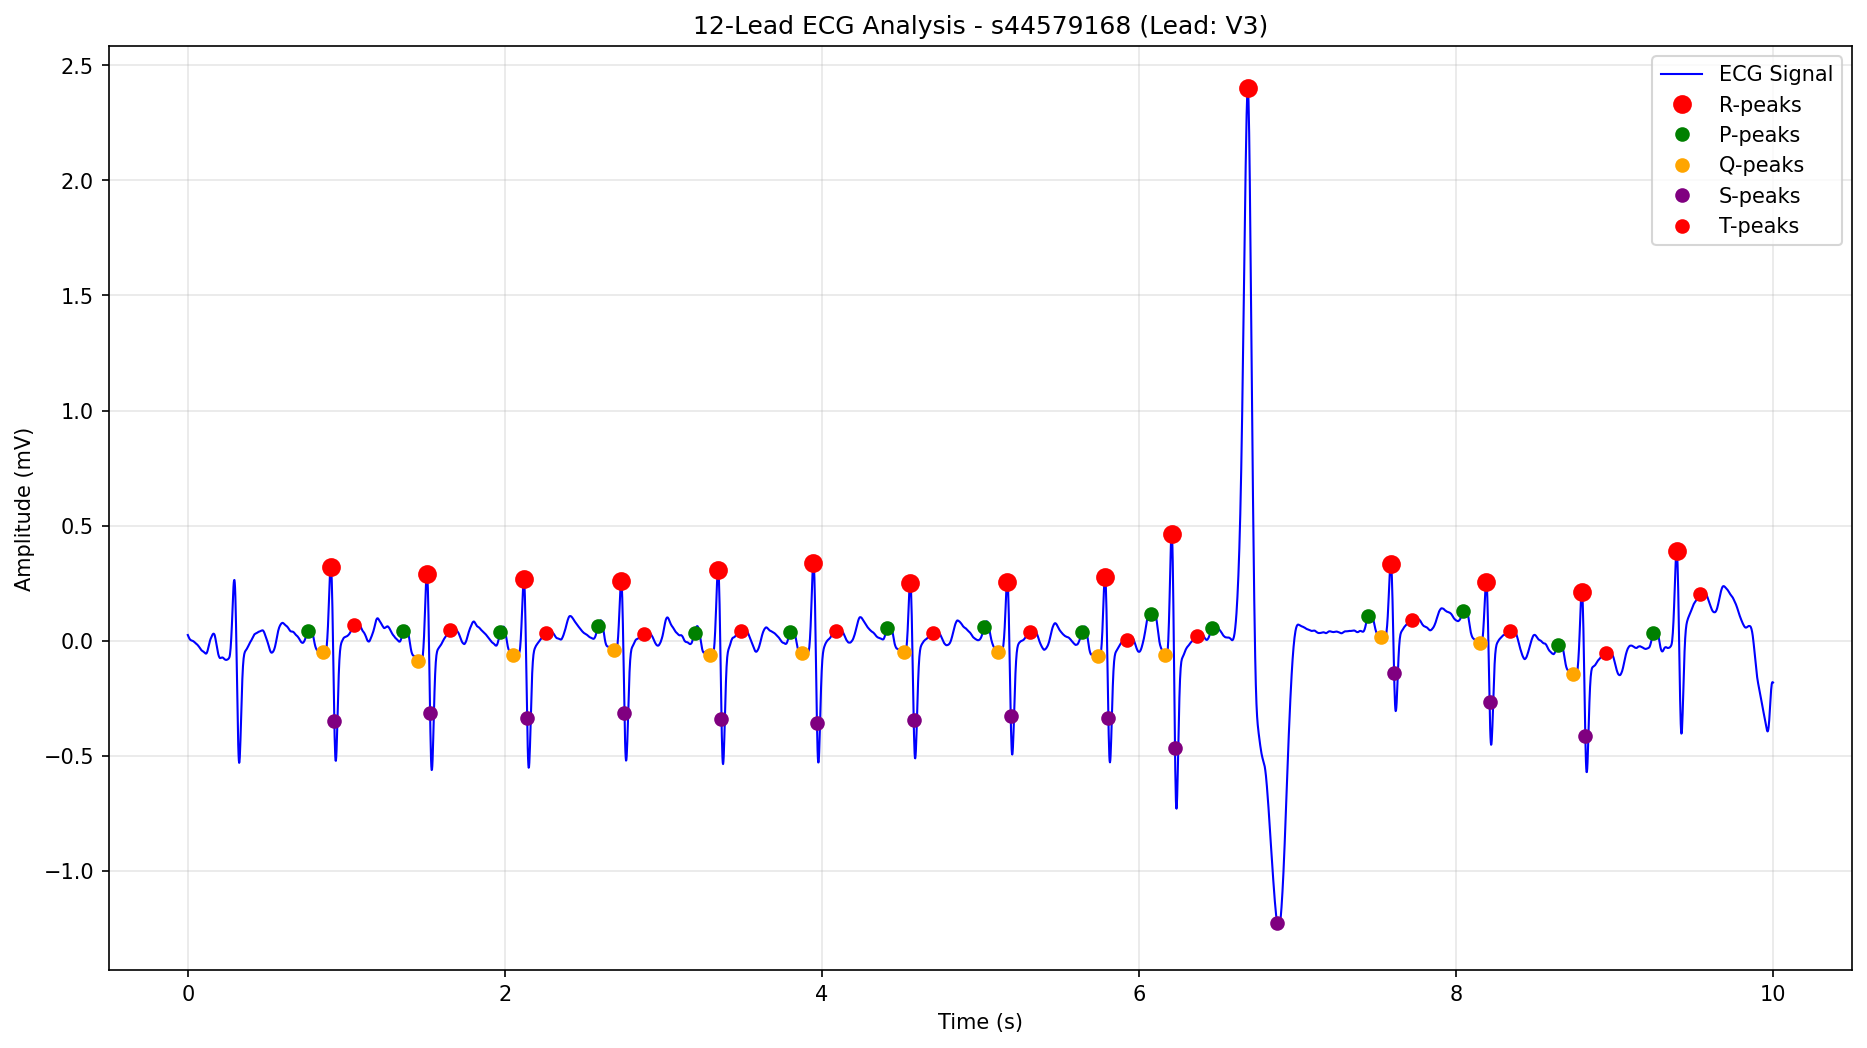 12-Lead ECG Analysis - s44579168 (Lead: V3)
ECG Signal
R-peaks
P-peaks
Q-peaks
S-peaks
T-peaks
Amplitude (mV)
2.5
2.0
1.5
1.0
0.5
0.0
−0.5
−1.0
0 2 4 6 8 10
Time (s)